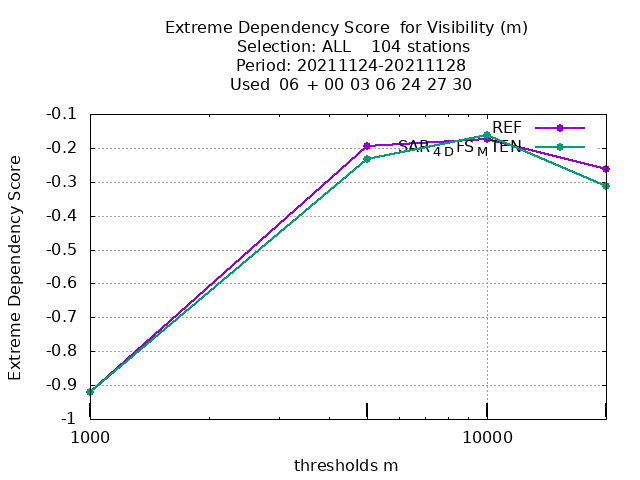 Extreme Dependency Score  for Visibility (m)
Selection: ALL    104 stations
Period: 20211124-20211128
Used  06  + 00 03 06 24 27 30
Extreme Dependency Score
-0.1
-0.2
-0.3
-0.4
-0.5
-0.6
-0.7
-0.8
-0.9
-1
REF
1000
10000
thresholds m